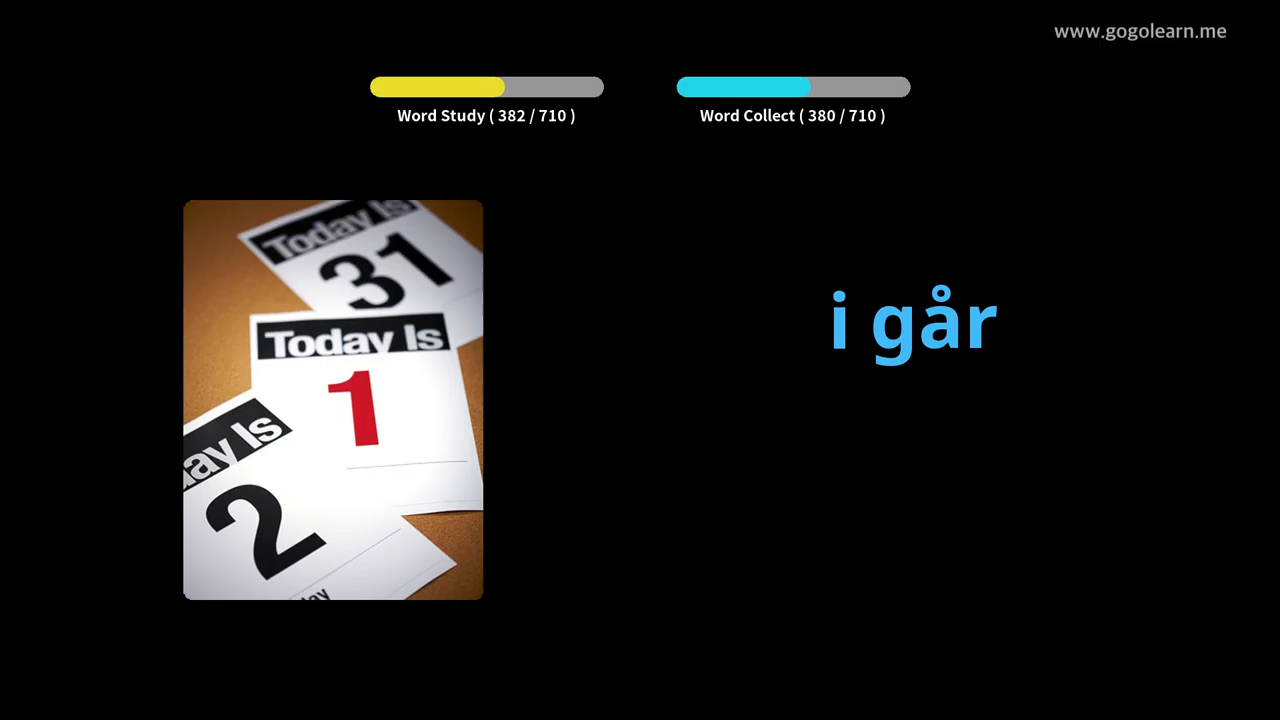 www.gogolearn.me
Word Study ( 382 / 710 )
Word Collect ( 380 / 710 )
Today Is
31
Today Is
1
ay Is
2
i går